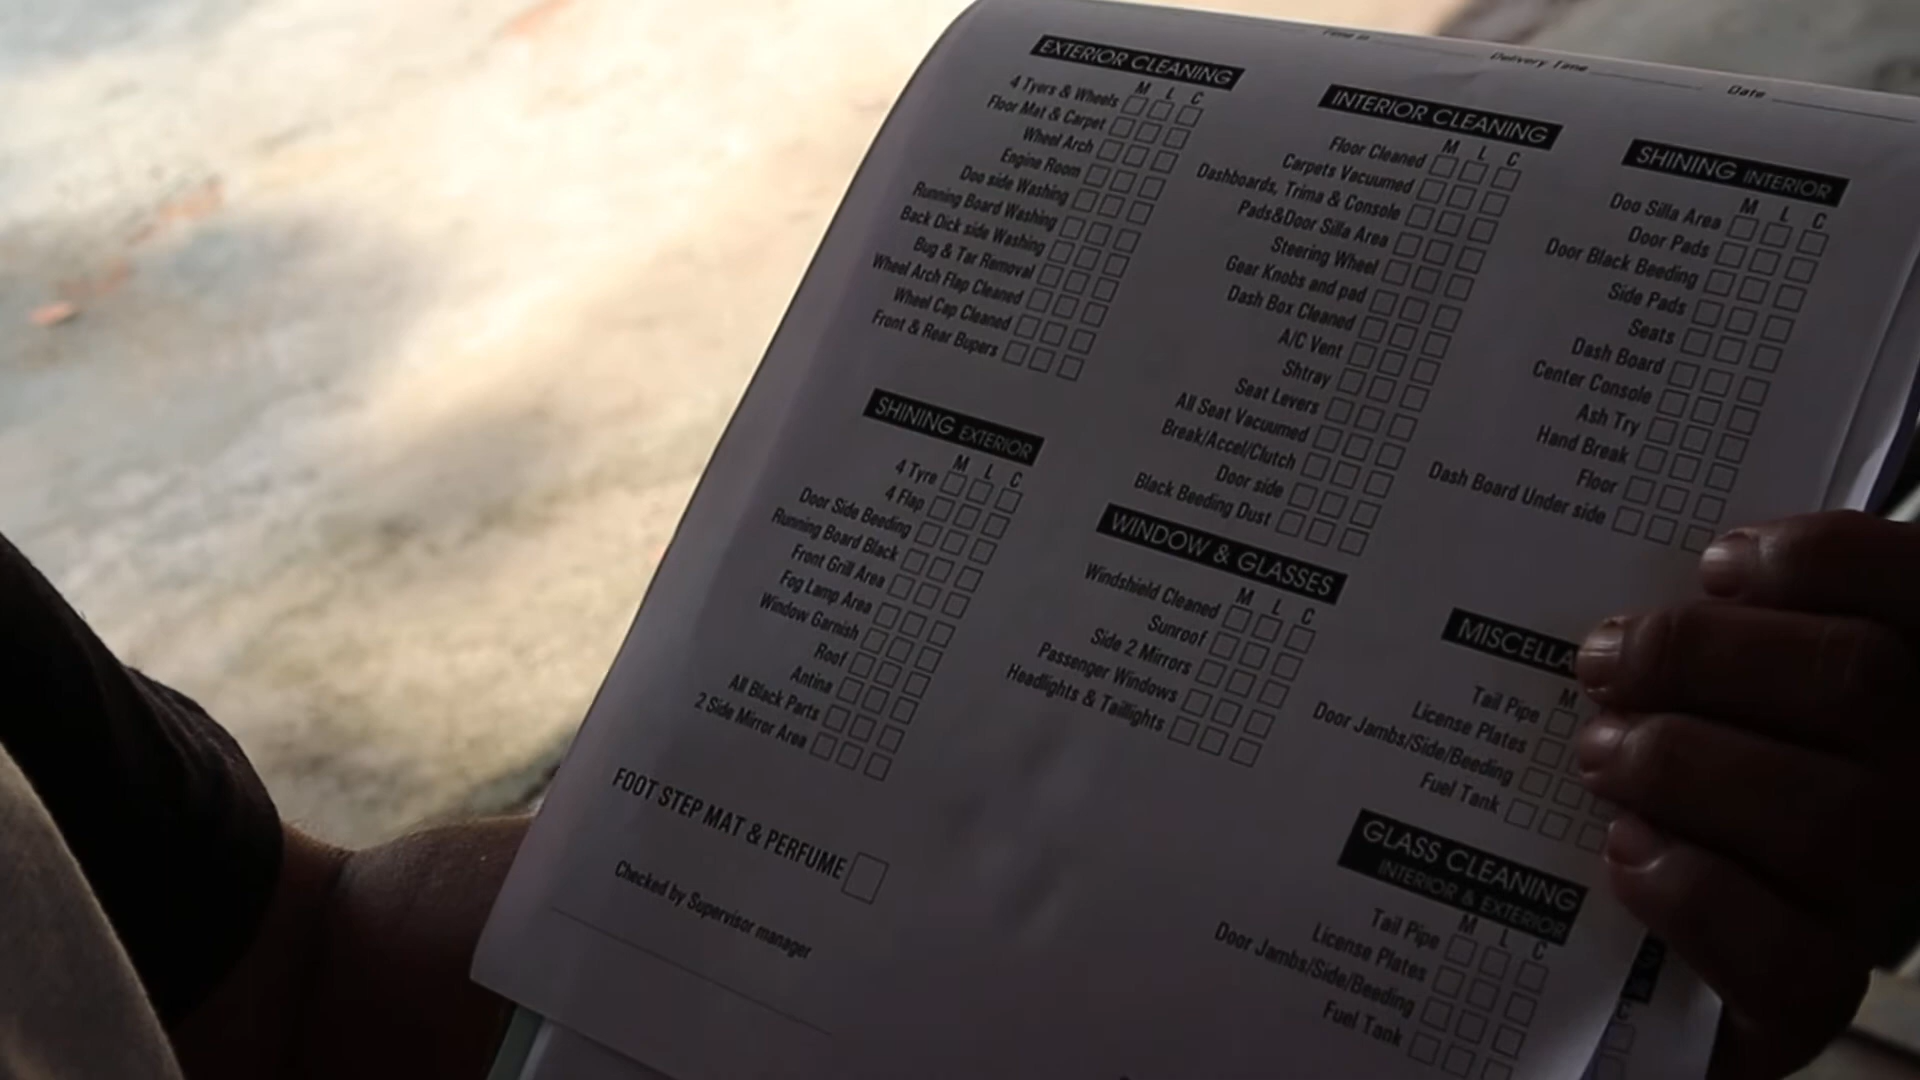 Time In
Delivery Time
Date
EXTERIOR CLEANING
M L C
4 Tyers & Wheels
Floor Mat & Carpet
Wheel Arch
Engine Room
Doo side Washing
Running Board Washing
Back Dick side Washing
Bug & Tar Removal
Wheel Arch Flap Cleaned
Wheel Cap Cleaned
Front & Rear Bupers
SHINING EXTERIOR
M L C
4 Tyre
4 Flap
Door Side Beeding
Running Board Black
Front Grill Area
Fog Lamp Area
Window Garnish
Roof
Antina
All Black Parts
2 Side Mirror Area
FOOT STEP MAT & PERFUME
Checked by Supervisor manager
INTERIOR CLEANING
M L C
Floor Cleaned
Carpets Vacuumed
Dashboards, Trima & Console
Pads&Door Silla Area
Steering Wheel
Gear Knobs and pad
Dash Box Cleaned
A/C Vent
Shtray
Seat Levers
All Seat Vacuumed
Break/Accel/Clutch
Door side
Black Beeding Dust
WINDOW & GLASSES
M L C
Windshield Cleaned
Sunroof
Side 2 Mirrors
Passenger Windows
Headlights & Taillights
SHINING INTERIOR
M L C
Doo Silla Area
Door Pads
Door Black Beeding
Side Pads
Seats
Dash Board
Center Console
Ash Try
Hand Break
Floor
Dash Board Under side
MISCELLA
M
Tail Pipe
License Plates
Door Jambs/Side/Beeding
Fuel Tank
GLASS CLEANING
INTERIOR & EXTERIOR
M L C
Tail Pipe
License Plates
Door Jambs/Side/Beeding
Fuel Tank
C